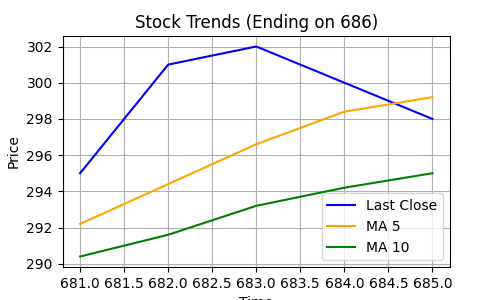 Stock Trends (Ending on 686)
302
300
298
296
294
292
290
Price
Last Close
MA 5
MA 10
681.0 681.5 682.0 682.5 683.0 683.5 684.0 684.5 685.0
Time